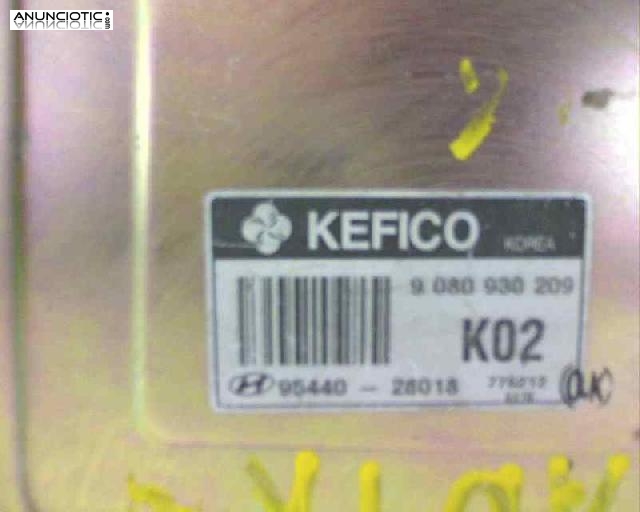 ANUNCIOTIC.com
KEFICO KOREA
9 080 930 209
K02
95440 - 28018
(OK)